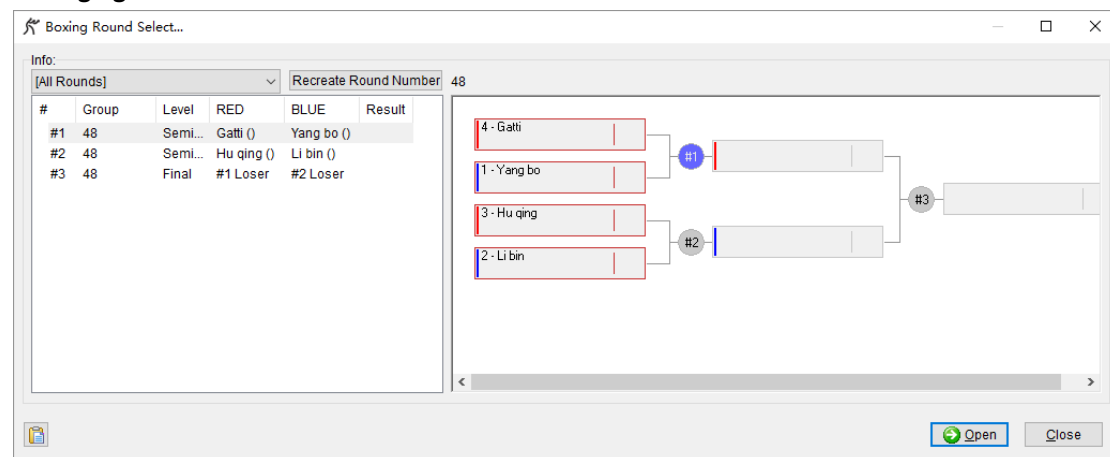 Boxing Round Select...
Info:
[All Rounds] Recreate Round Number 48
# Group Level RED BLUE Result
#1 48 Semi... Gatti () Yang bo ()
#2 48 Semi... Hu qing () Li bin ()
#3 48 Final #1 Loser #2 Loser
4 - Gatti
1 - Yang bo
#1
3 - Hu qing
2 - Li bin
#2
#3
Open Close